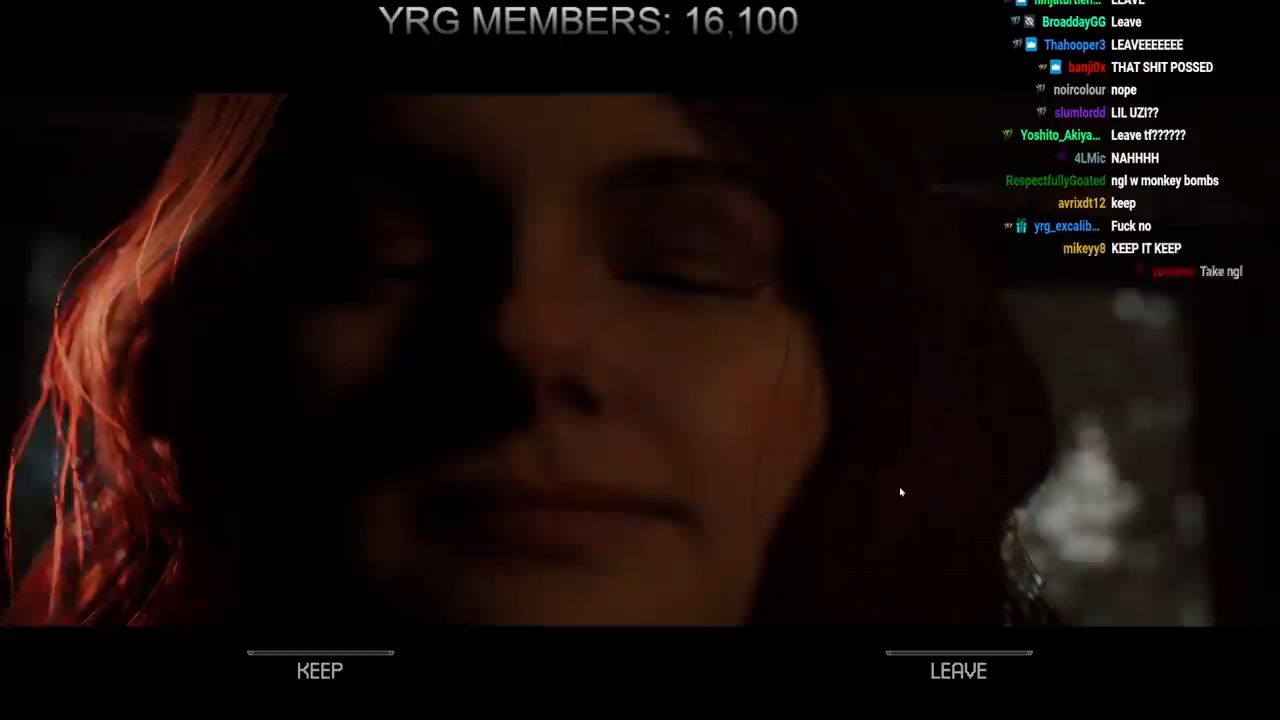 YRG MEMBERS: 16,100
LEAVE
BroaddayGG Leave
Thahooper3 LEAVEEEEEEE
banji0x THAT SHIT POSSED
noircolour nope
slumlordd LIL UZI??
Yoshito_Akiya... Leave tf??????
4LMic NAHHHH
RespectfullyGoated ngl w monkey bombs
avrixdt12 keep
yrg_excalib... Fuck no
mikeyy8 KEEP IT KEEP
Take ngl
KEEP
LEAVE